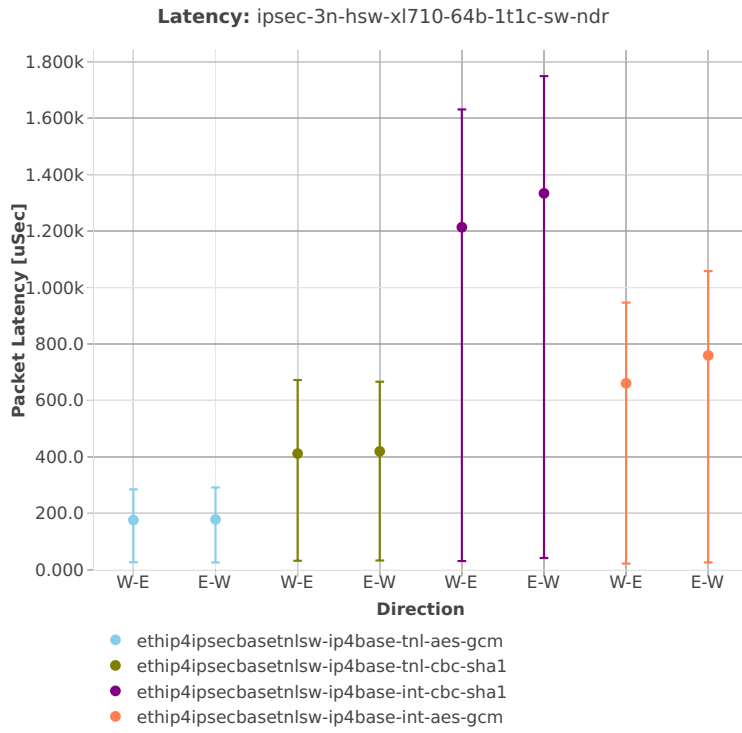 Latency: ipsec-3n-hsw-xl710-64b-1t1c-sw-ndr
Packet Latency [uSec]
1.800k
1.600k
1.400k
1.200k
1.000k
800.0
600.0
400.0
200.0
0.000
W-E E-W W-E E-W W-E E-W W-E E-W
Direction
ethip4ipsecbasetnlsw-ip4base-tnl-aes-gcm
ethip4ipsecbasetnlsw-ip4base-tnl-cbc-sha1
ethip4ipsecbasetnlsw-ip4base-int-cbc-sha1
ethip4ipsecbasetnlsw-ip4base-int-aes-gcm